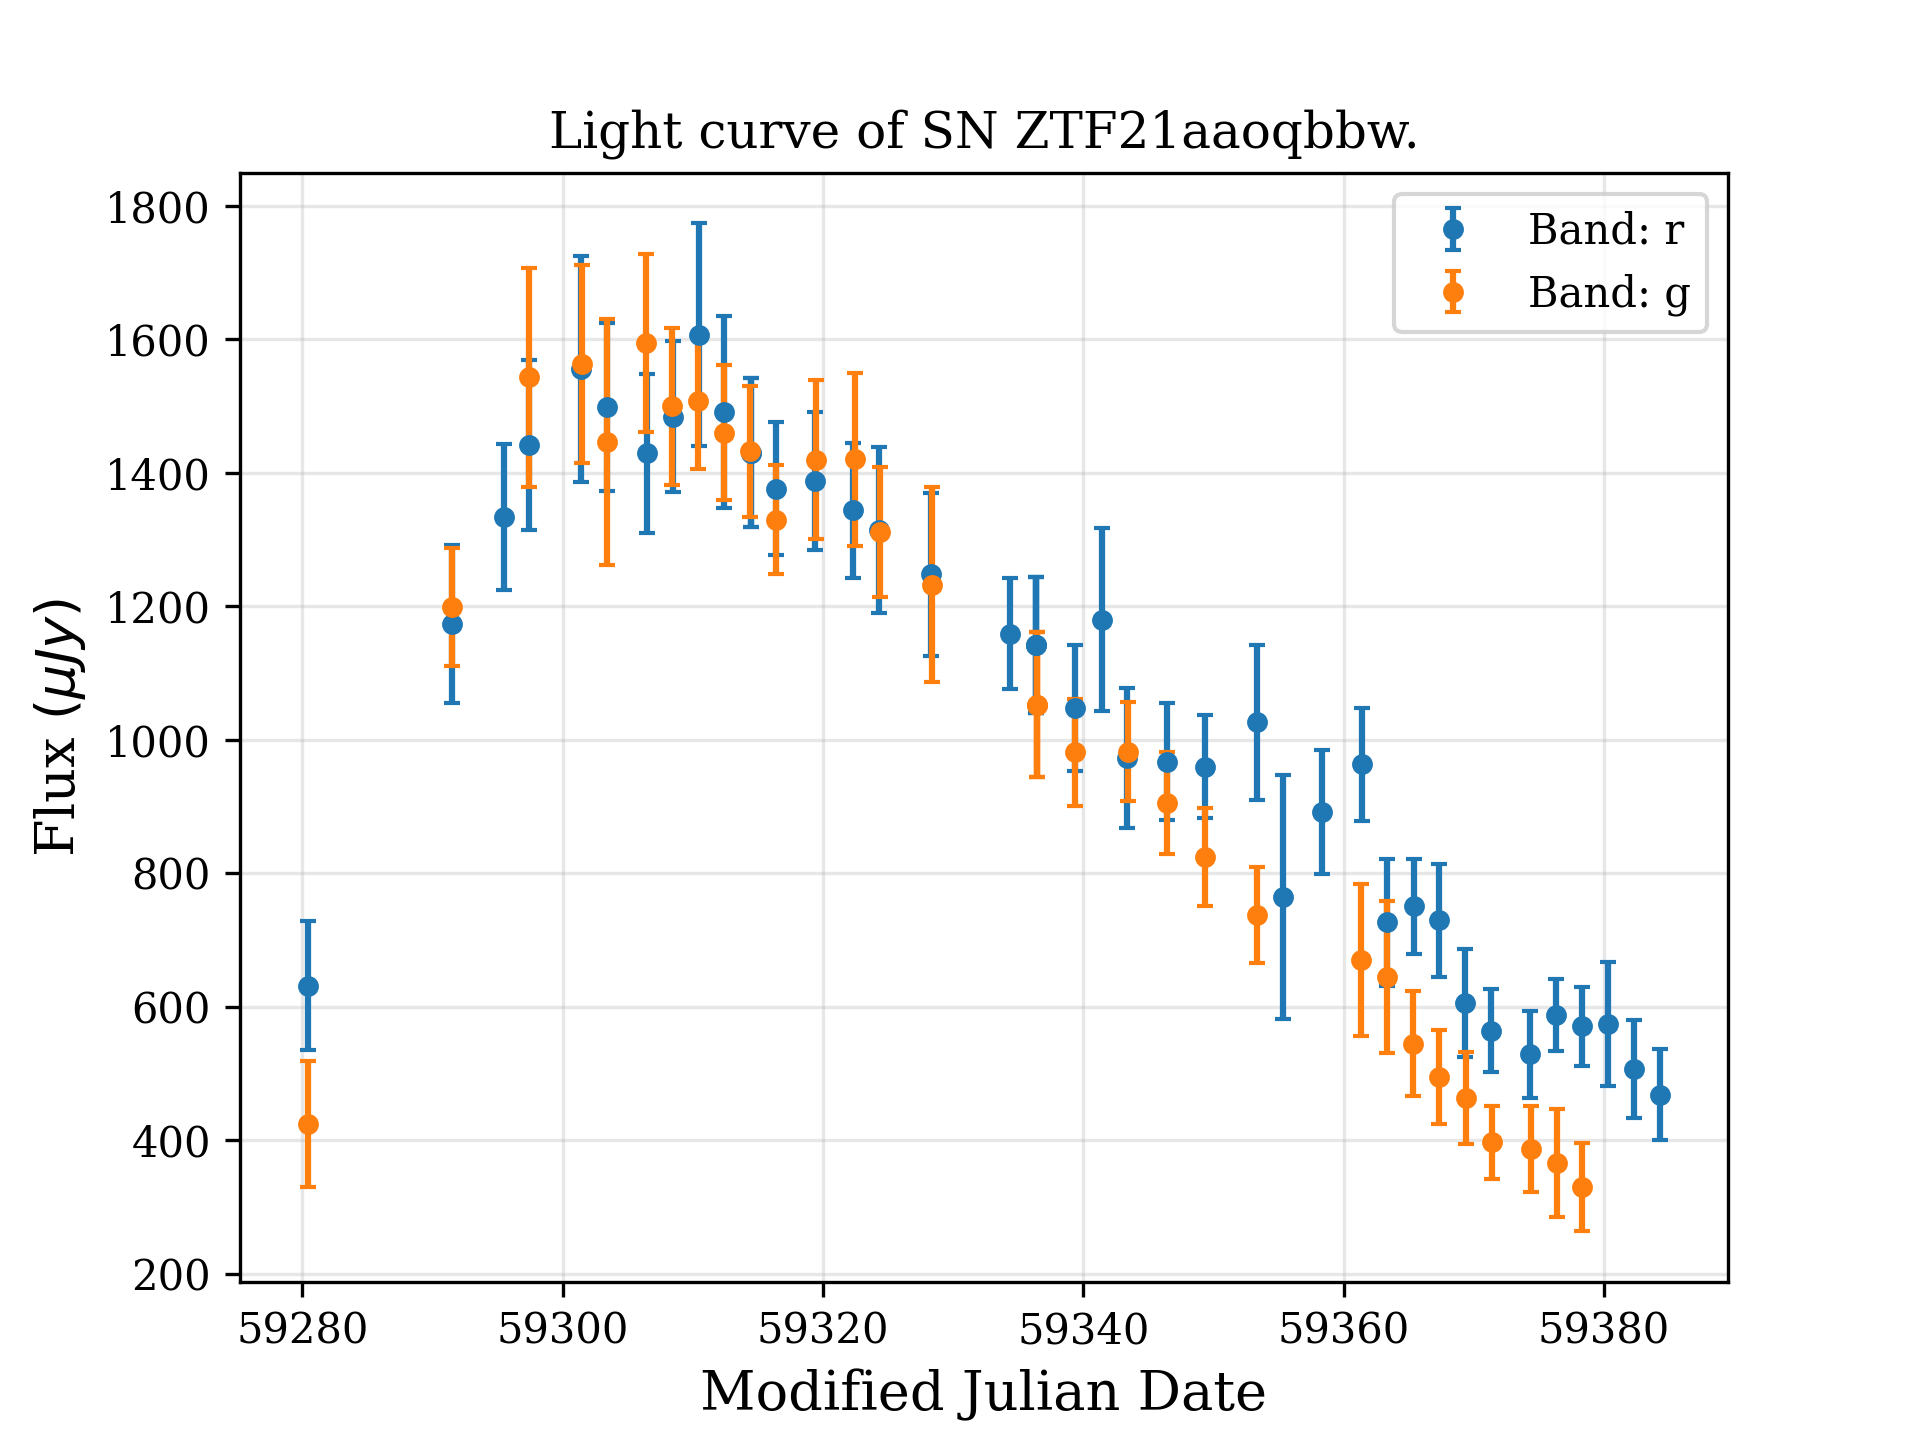 Light curve of SN ZTF21aaoqbbw.
1800
1600
1400
1200
1000
800
600
400
200
Flux (μJy)
Band: r
Band: g
59280 59300 59320 59340 59360 59380
Modified Julian Date